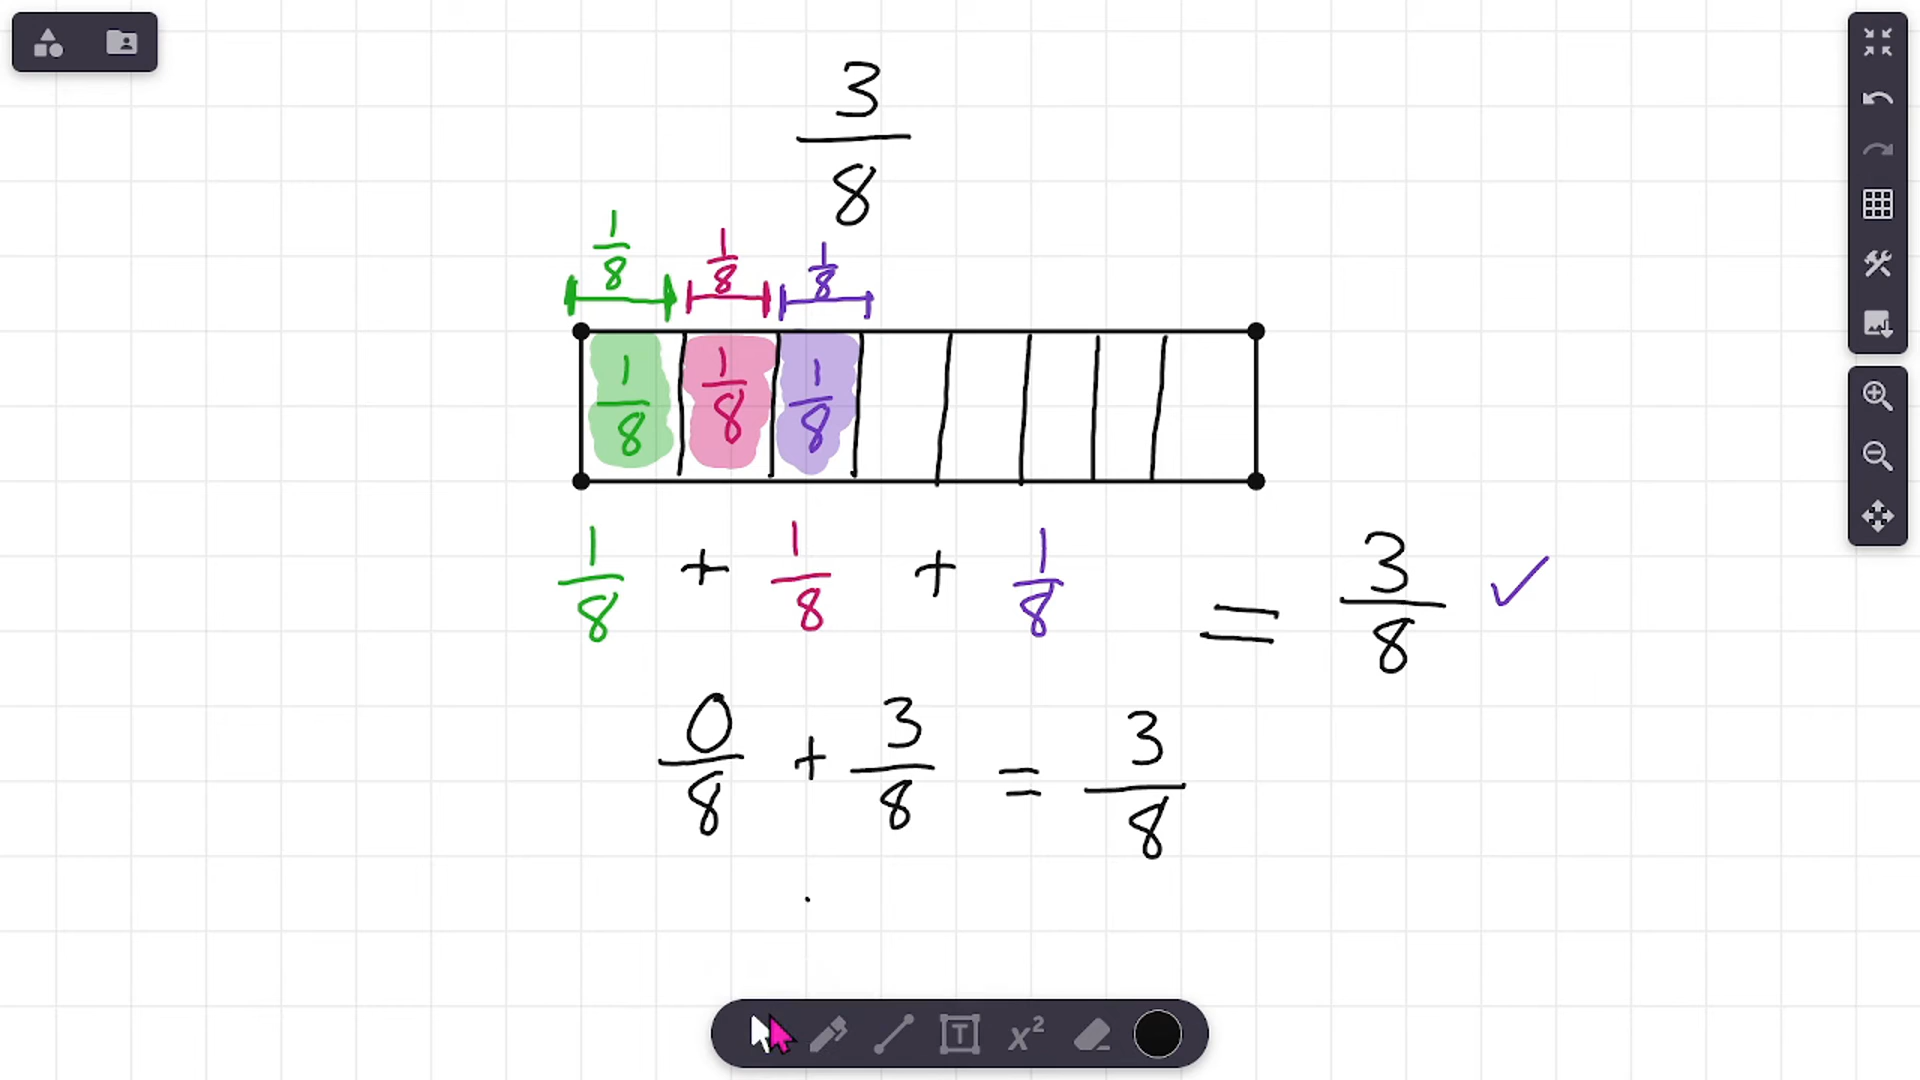 3/8
1/8 1/8 1/8
1/8 1/8 1/8
1/8 + 1/8 + 1/8 = 3/8 ✓
0/8 + 3/8 = 3/8
T x²